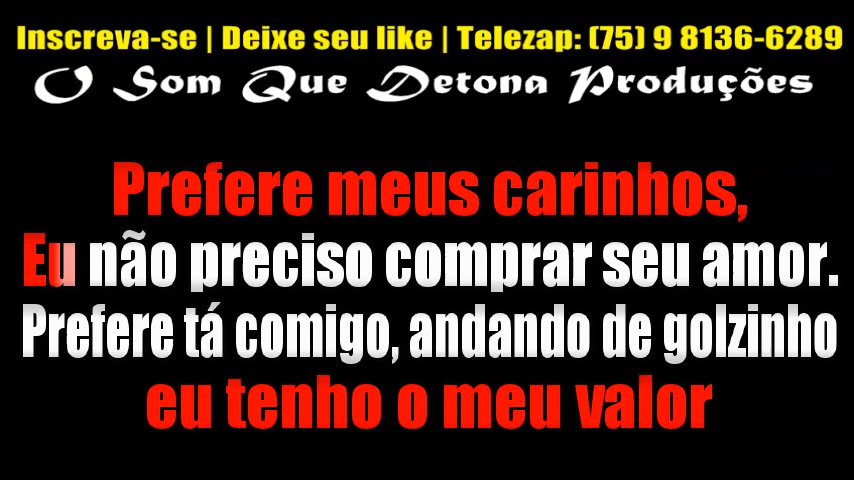 Inscreva-se | Deixe seu like | Telezap: (75) 9 8136-6289
O Som Que Detona Produções
Prefere meus carinhos,
Eu não preciso comprar seu amor.
Prefere tá comigo, andando de golzinho
eu tenho o meu valor